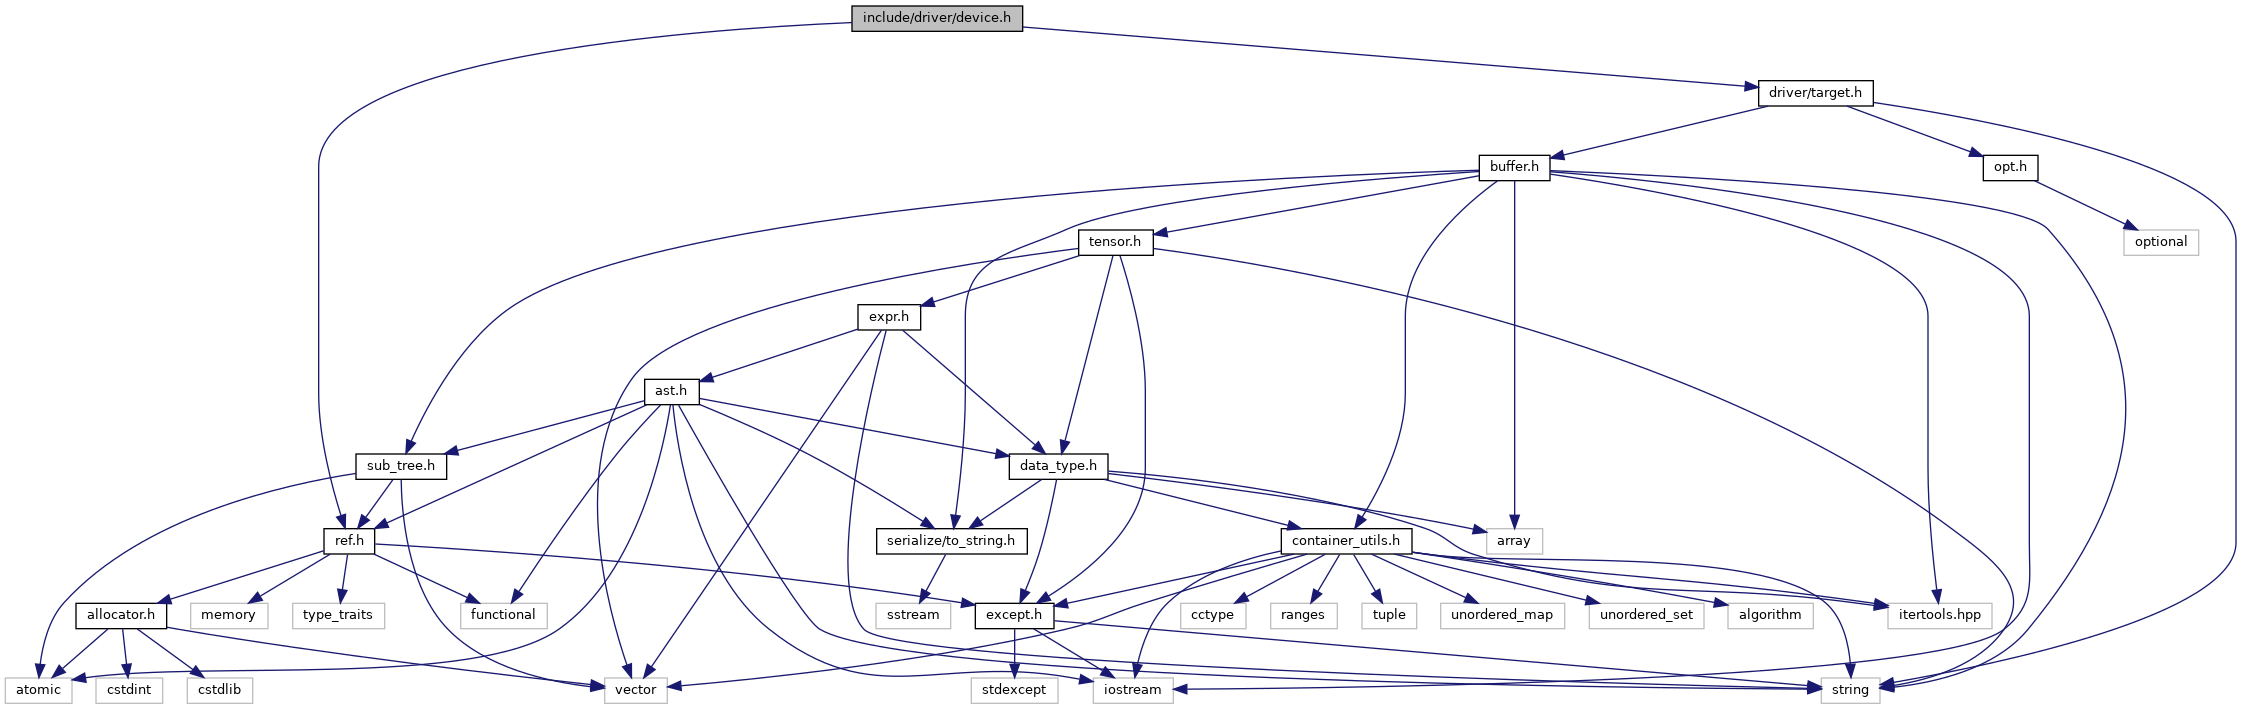 include/driver/device.h
driver/target.h
buffer.h
opt.h
tensor.h
optional
expr.h
ast.h
sub_tree.h
data_type.h
ref.h
serialize/to_string.h
container_utils.h
array
allocator.h
memory
type_traits
functional
sstream
except.h
cctype
ranges
tuple
unordered_map
unordered_set
algorithm
itertools.hpp
atomic
cstdint
cstdlib
vector
stdexcept
iostream
string